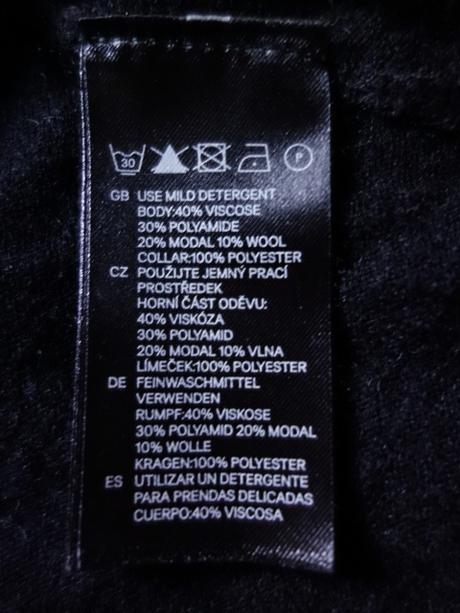 30 P
GB USE MILD DETERGENT
BODY:40% VISCOSE
30% POLYAMIDE
20% MODAL 10% WOOL
COLLAR:100% POLYESTER
CZ POUŽIJTE JEMNÝ PRACÍ
PROSTŘEDEK
HORNÍ ČÁST ODĚVU:
40% VISKÓZA
30% POLYAMID
20% MODAL 10% VLNA
LÍMEČEK:100% POLYESTER
DE FEINWASCHMITTEL
VERWENDEN
RUMPF:40% VISKOSE
30% POLYAMID 20% MODAL
10% WOLLE
KRAGEN:100% POLYESTER
ES UTILIZAR UN DETERGENTE
PARA PRENDAS DELICADAS
CUERPO:40% VISCOSA